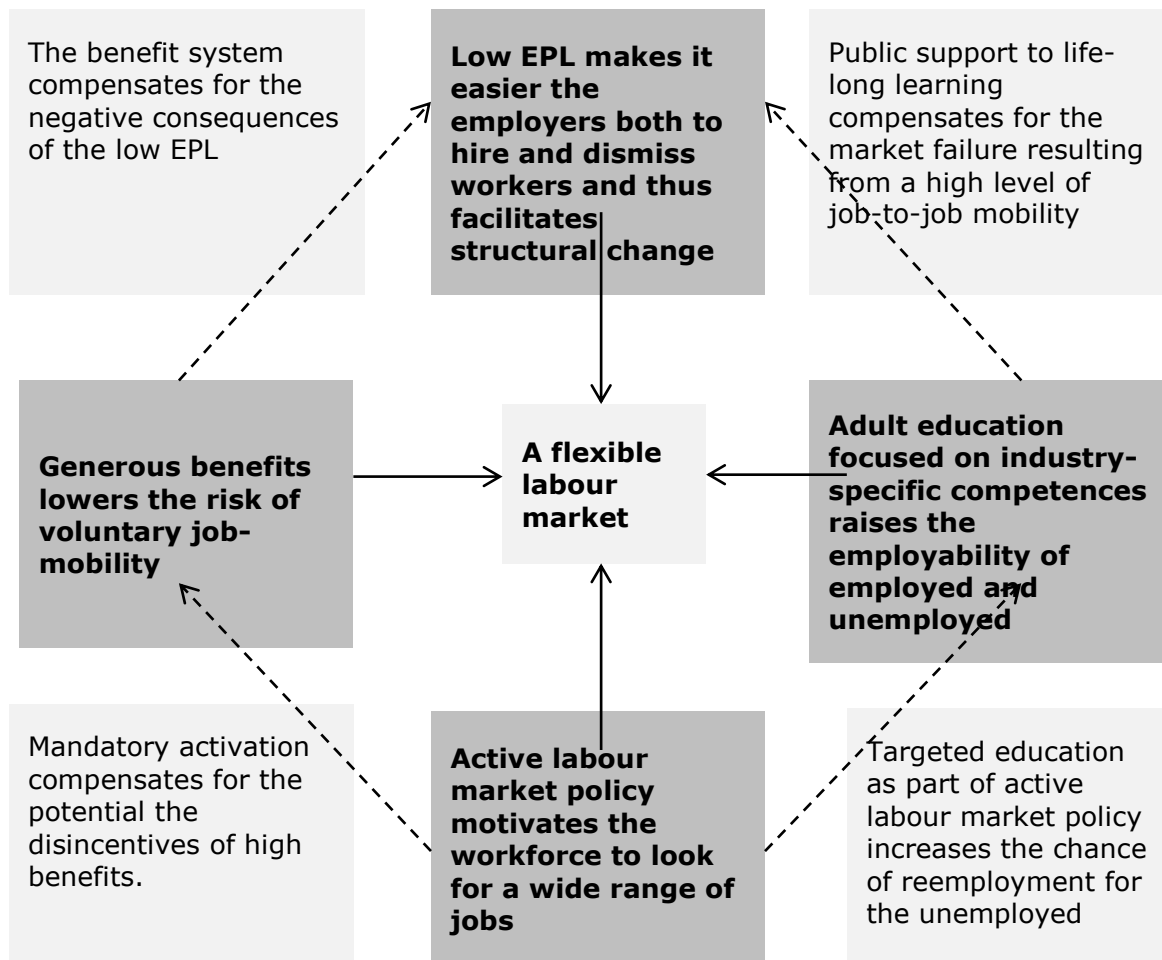 The benefit system
compensates for the
negative consequences
of the low EPL
Low EPL makes it
easier the
employers both to
hire and dismiss
workers and thus
facilitates
structural change
Public support to life-
long learning
compensates for the
market failure resulting
from a high level of
job-to-job mobility
Generous benefits
lowers the risk of
voluntary job-
mobility
A flexible
labour
market
Adult education
focused on industry-
specific competences
raises the
employability of
employed and
unemployed
Mandatory activation
compensates for the
potential the
disincentives of high
benefits.
Active labour
market policy
motivates the
workforce to look
for a wide range of
jobs
Targeted education
as part of active
labour market policy
increases the chance
of reemployment for
the unemployed